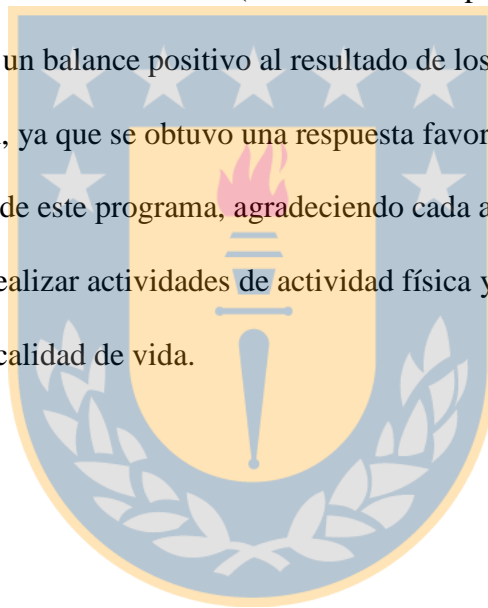 un balance positivo al resultado de los
, ya que se obtuvo una respuesta favor
de este programa, agradeciendo cada a
ealizar actividades de actividad física y
calidad de vida.